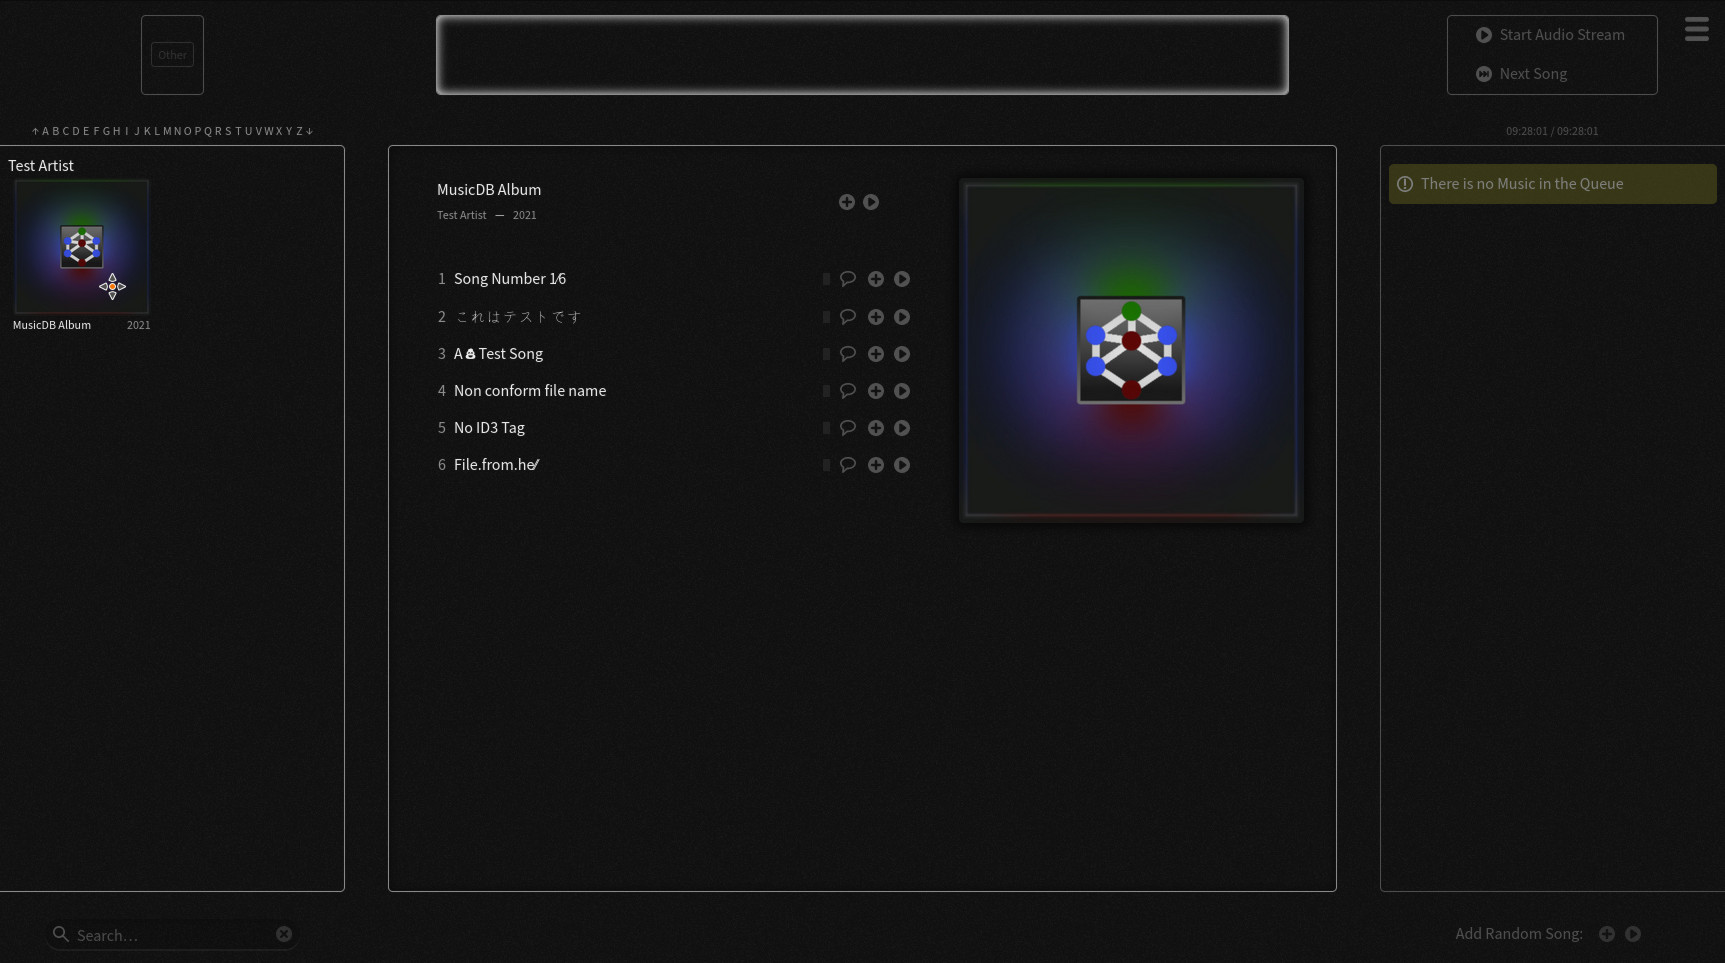 Other
Start Audio Stream
Next Song
↑ A B C D E F G H I J K L M N O P Q R S T U V W X Y Z ↓
09:28:01 / 09:28:01
Test Artist
MusicDB Album 2021
MusicDB Album
Test Artist — 2021
1 Song Number 1⁄6
2 これはテストです
3 A💩Test Song
4 Non conform file name
5 No ID3 Tag
6 File.from.he⁄
There is no Music in the Queue
Search…
Add Random Song: